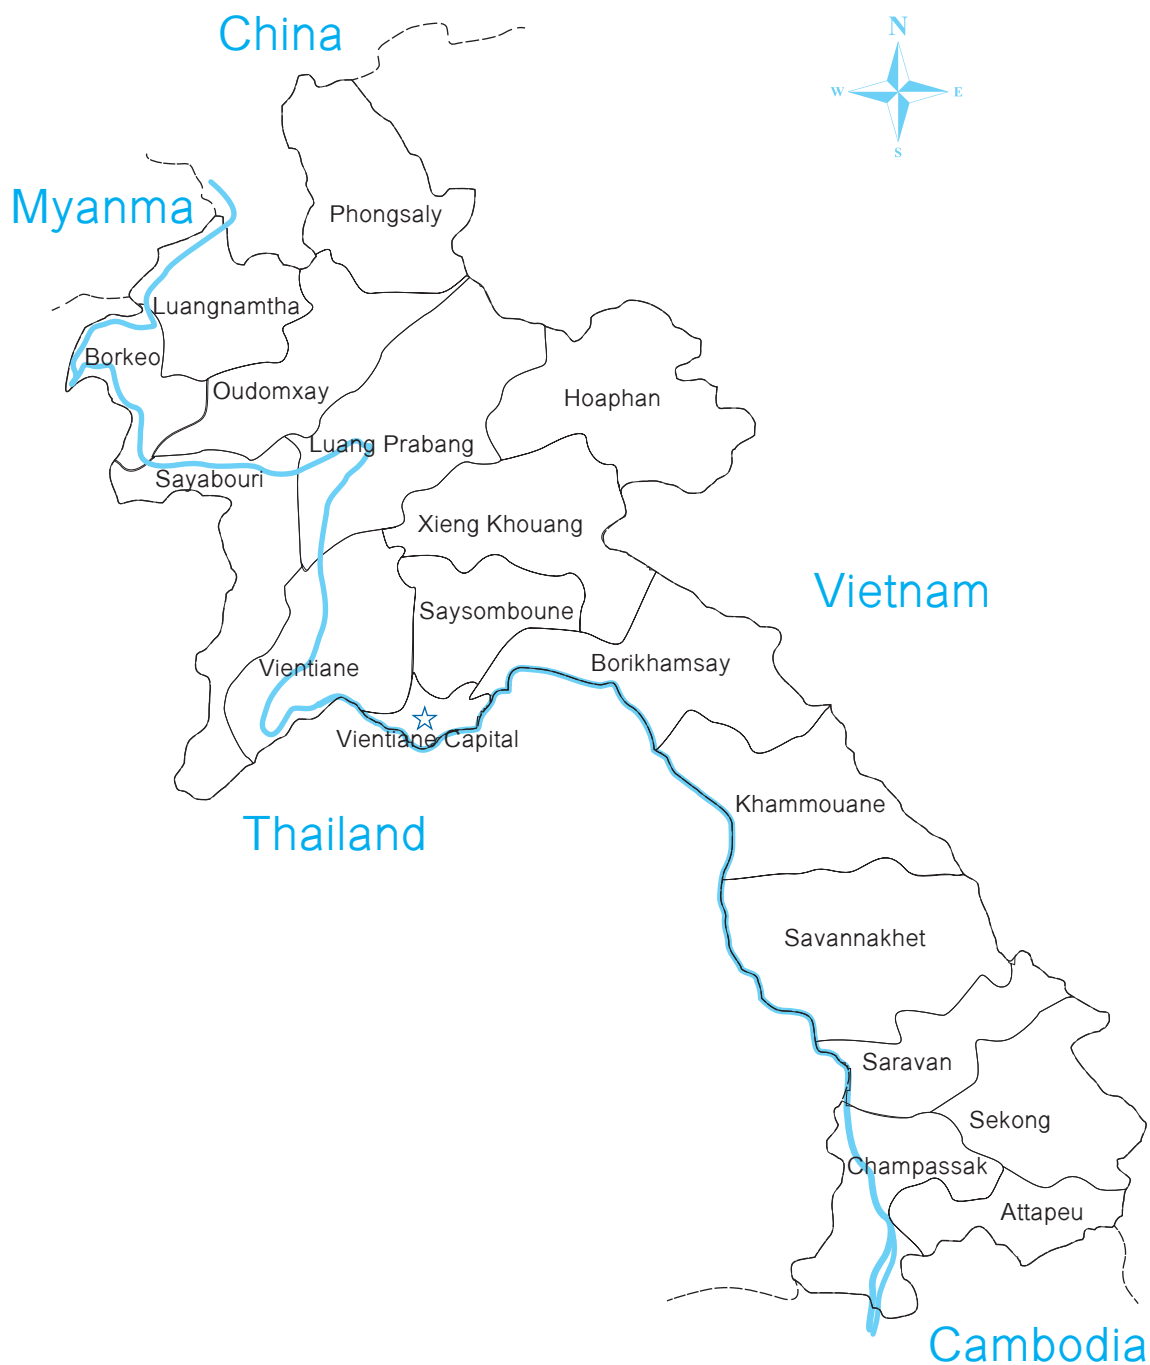 China
N
W
E
S
Myanma
Phongsaly
Luangnamtha
Borkeo
Oudomxay
Hoaphan
Luang Prabang
Sayabouri
Xieng Khouang
Vietnam
Saysomboune
Vientiane
Borikhamsay
Vientiane Capital
Khammouane
Thailand
Savannakhet
Saravan
Sekong
Champassak
Attapeu
Cambodia